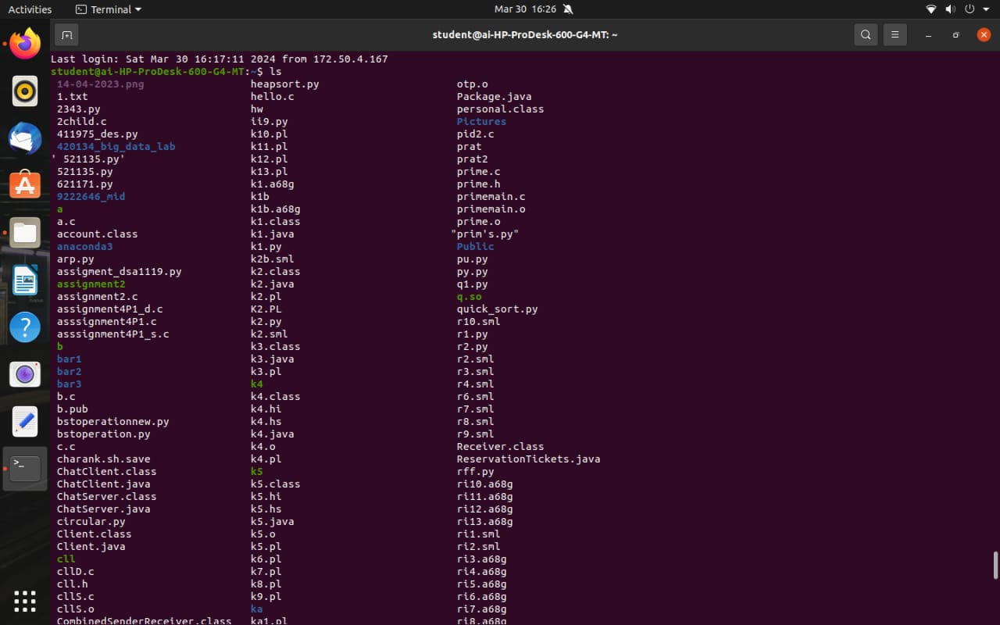 Activities Terminal Mar 30 16:26
student@ai-HP-ProDesk-600-G4-MT: ~
Last login: Sat Mar 30 16:17:11 2024 from 172.50.4.167
student@ai-HP-ProDesk-600-G4-MT:~$ ls
14-04-2023.png heapsort.py otp.o
1.txt hello.c Package.java
2343.py hw personal.class
2child.c ii9.py Pictures
411975_des.py k10.pl pid2.c
420134_big_data_lab k11.pl prat
' 521135.py' k12.pl prat2
521135.py k13.pl prime.c
621171.py k1.a68g prime.h
9222646_mid k1b primemain.c
a k1b.a68g primemain.o
a.c k1.class prime.o
account.class k1.java "prim's.py"
anaconda3 k1.py Public
arp.py k2b.sml pu.py
assigment_dsa1119.py k2.class py.py
assignment2 k2.java q1.py
assignment2.c k2.pl q.so
assignment4P1_d.c K2.PL quick_sort.py
asssignment4P1.c k2.py r10.sml
asssignment4P1_s.c k2.sml r1.py
b k3.class r2.py
bar1 k3.java r2.sml
bar2 k3.pl r3.sml
bar3 k4 r4.sml
b.c k4.class r6.sml
b.pub k4.hi r7.sml
bstoperationnew.py k4.hs r8.sml
bstoperation.py k4.java r9.sml
c.c k4.o Receiver.class
charank.sh.save k4.pl ReservationTickets.java
ChatClient.class k5 rff.py
ChatClient.java k5.class ri10.a68g
ChatServer.class k5.hi ri11.a68g
ChatServer.java k5.hs ri12.a68g
circular.py k5.java ri13.a68g
Client.class k5.o ri1.sml
Client.java k5.pl ri2.sml
cll k6.pl ri3.a68g
cllD.c k7.pl ri4.a68g
cll.h k8.pl ri5.a68g
cllS.c k9.pl ri6.a68g
cllS.o ka ri7.a68g
CombinedSenderReceiver.class ka1.pl ri8.a68g